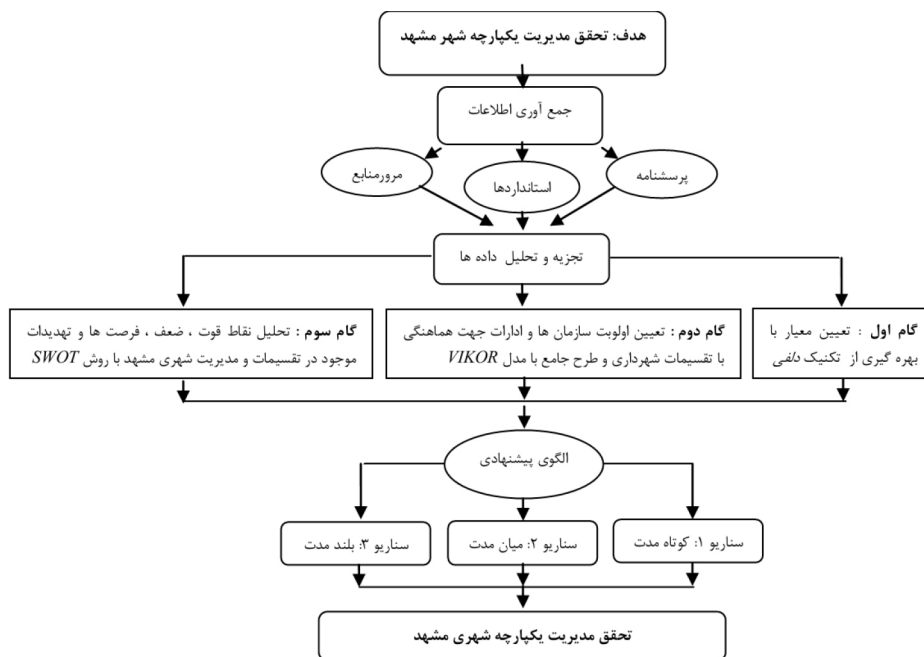 هدف: تحقق مدیریت یکپارچه شهر مشهد
جمع آوری اطلاعات
پرسشنامه
استانداردها
مرورمنابع
تجزیه و تحلیل داده ها
گام اول : تعیین معیار با
بهره گیری از تکنیک دلفی
گام دوم : تعیین اولویت سازمان ها و ادارات جهت هماهنگی
با تقسیمات شهرداری و طرح جامع با مدل VIKOR
گام سوم : تحلیل نقاط قوت ، ضعف ، فرصت ها و تهدیدات
موجود در تقسیمات و مدیریت شهری مشهد با روش SWOT
الگوی پیشنهادی
سناریو ۱: کوتاه مدت
سناریو ۲: میان مدت
سناریو ۳: بلند مدت
تحقق مدیریت یکپارچه شهری مشهد